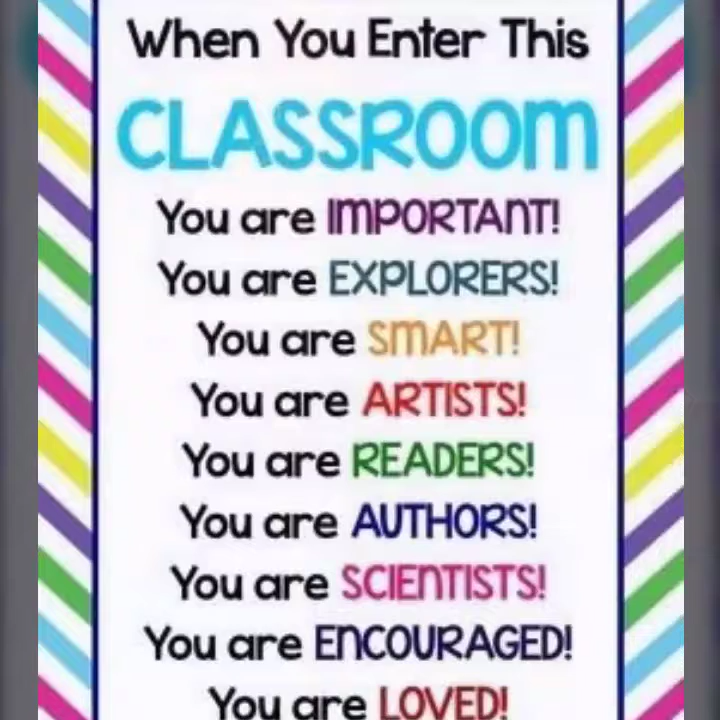 When You Enter This
CLASSROOM
You are IMPORTANT!
You are EXPLORERS!
You are SMART!
You are ARTISTS!
You are READERS!
You are AUTHORS!
You are SCIENTISTS!
You are ENCOURAGED!
You are LOVED!